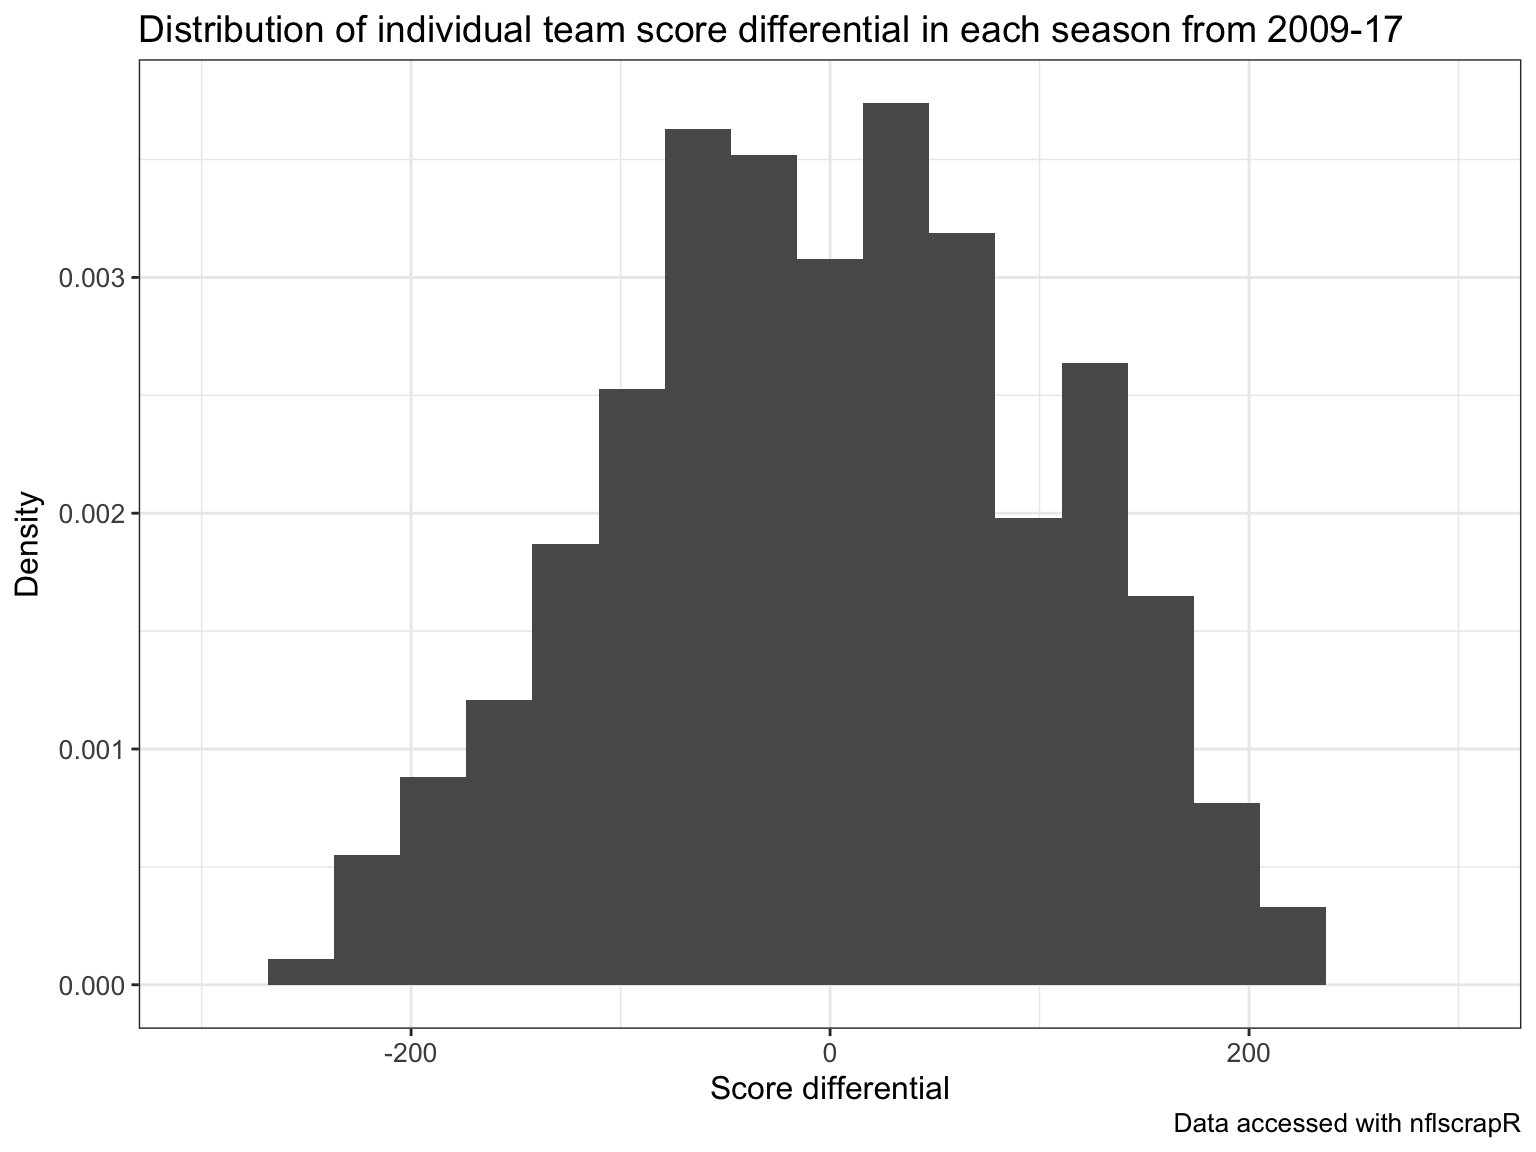 Distribution of individual team score differential in each season from 2009-17
Density
0.003
0.002
0.001
0.000
-200
0
200
Score differential
Data accessed with nflscrapR